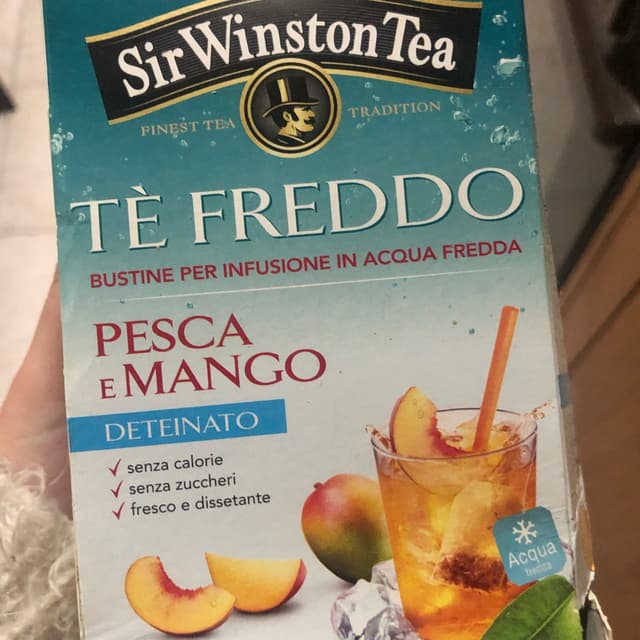 Sir Winston Tea
FINEST TEA TRADITION
TÈ FREDDO
BUSTINE PER INFUSIONE IN ACQUA FREDDA
PESCA
E MANGO
DETEINATO
senza calorie
senza zuccheri
fresco e dissetante
Acqua
fredda